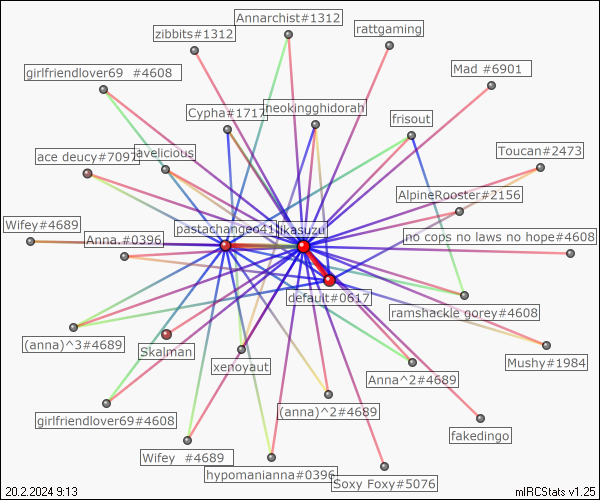 Annarchist#1312
rattgaming
zibbits#1312
girlfriendlover69 #4608
Mad #6901
neokingghidorah
Cypha#1717
frisout
Toucan#2473
ace deucy#7097
avelicious
AlpineRooster#2156
Wifey#4689
pastachangeo41
likasuzu
Anna.#0396
no cops no laws no hope#4608
default#0617
ramshackle gorey#4608
(anna)^3#4689
Skalman
xenoyaut
Mushy#1984
Anna^2#4689
girlfriendlover69#4608
(anna)^2#4689
fakedingo
Wifey #4689
hypomanianna#0396
Soxy Foxy#5076
20.2.2024 9:13
mIRCStats v1.25